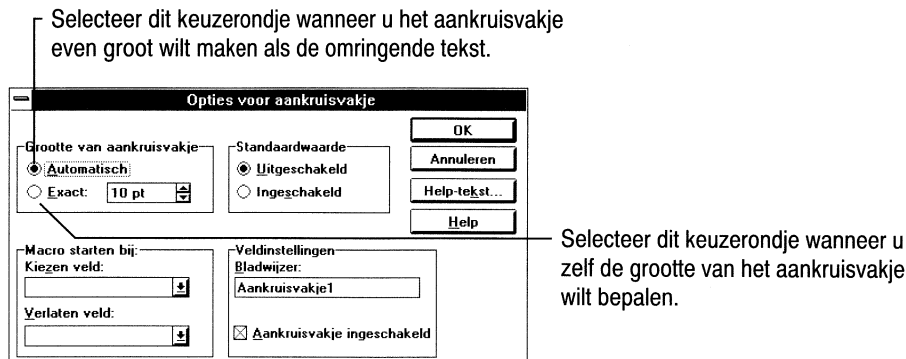 Selecteer dit keuzerondje wanneer u het aankruisvakje
even groot wilt maken als de omringende tekst.
Opties voor aankruisvakje
Grootte van aankruisvakje
Automatisch
Exact: 10 pt
Standaardwaarde
Uitgeschakeld
Ingeschakeld
OK
Annuleren
Help-tekst...
Help
Macro starten bij:
Kiezen veld:
Verlaten veld:
Veldinstellingen
Bladwijzer:
Aankruisvakje1
Aankruisvakje ingeschakeld
Selecteer dit keuzerondje wanneer u
zelf de grootte van het aankruisvakje
wilt bepalen.